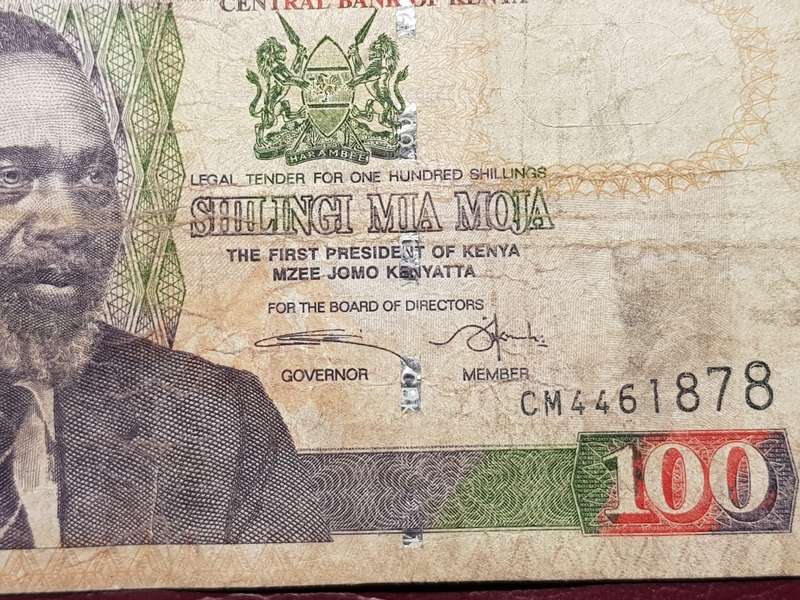 CENTRAL BANK OF KENYA
HARAMBEE
LEGAL TENDER FOR ONE HUNDRED SHILLINGS
SHILINGI MIA MOJA
THE FIRST PRESIDENT OF KENYA
MZEE JOMO KENYATTA
FOR THE BOARD OF DIRECTORS
GOVERNOR MEMBER
CM4461878
100